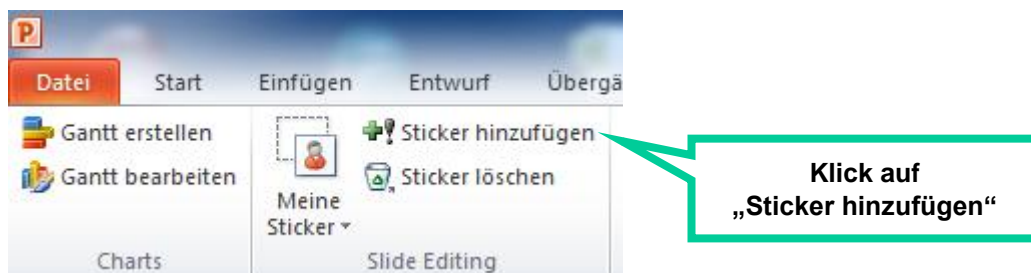 P
Datei Start Einfügen Entwurf Übergä
Gantt erstellen
Gantt bearbeiten
Meine
Sticker
Sticker hinzufügen
Sticker löschen
Charts
Slide Editing
Klick auf
„Sticker hinzufügen“